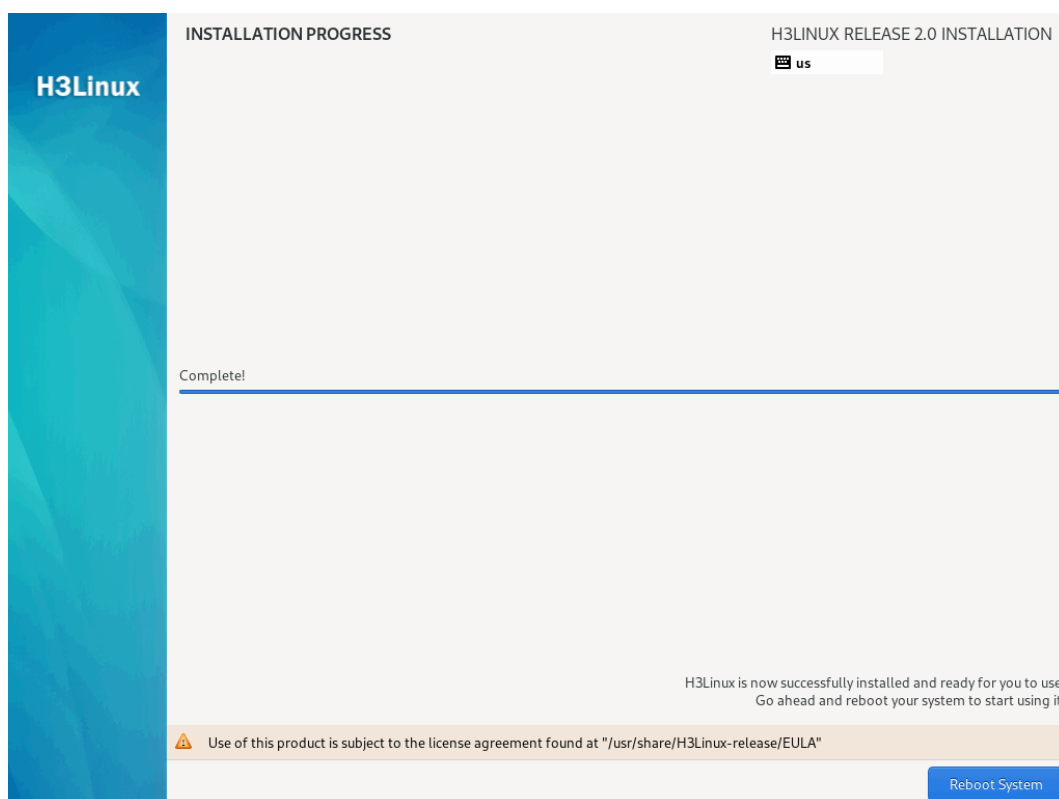 H3Linux
INSTALLATION PROGRESS
H3LINUX RELEASE 2.0 INSTALLATION
us
Complete!
H3Linux is now successfully installed and ready for you to use
Go ahead and reboot your system to start using it
Use of this product is subject to the license agreement found at "/usr/share/H3Linux-release/EULA"
Reboot System